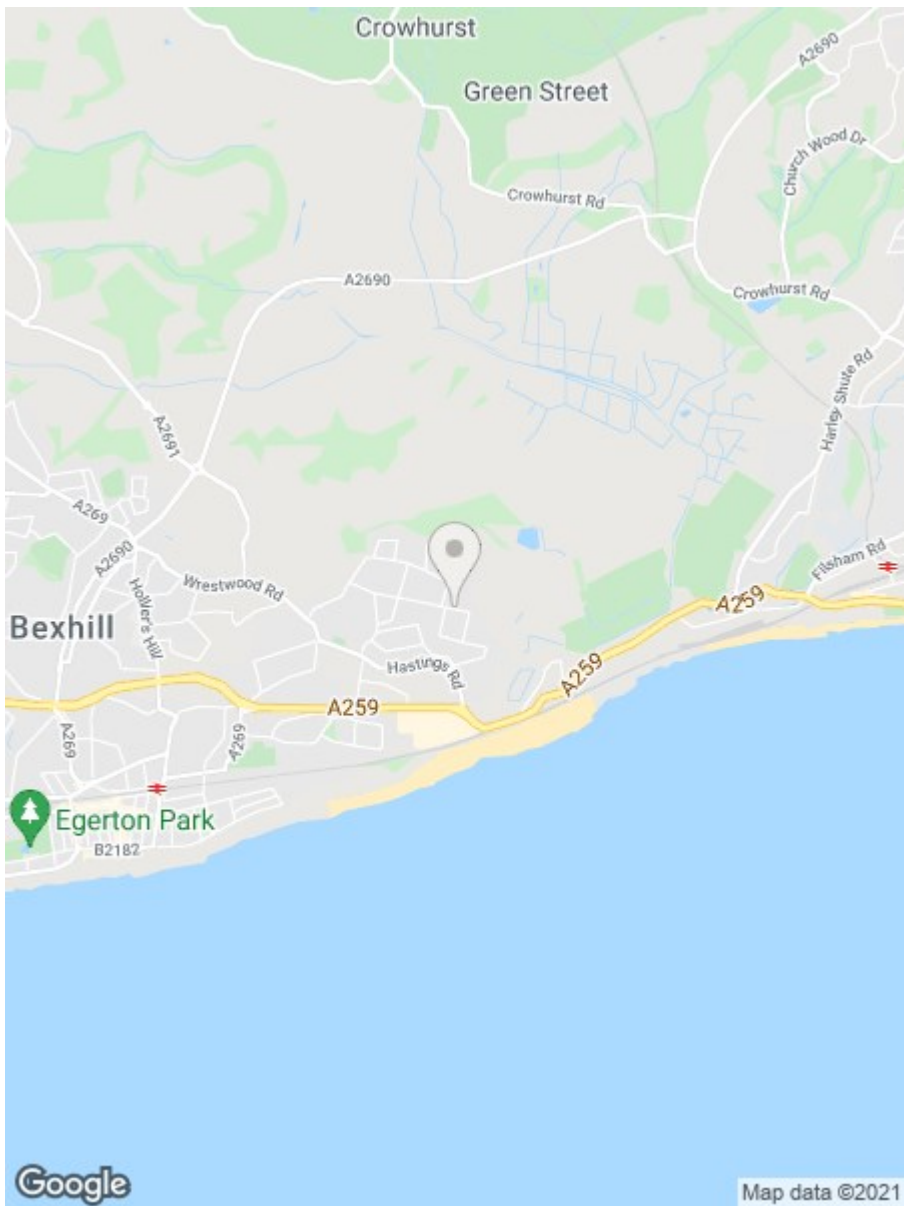 Crowhurst
A2690
Green Street
Church Wood Dr
Crowhurst Rd
A2690
Crowhurst Rd
Harley Shute Rd
A2691
A269
A2690
Filsham Rd
Wrestwood Rd
Hollier's Hill
A259
Bexhill
Hastings Rd
A259
A259
A269
A269
Egerton Park
B2182
Google
Map data ©2021